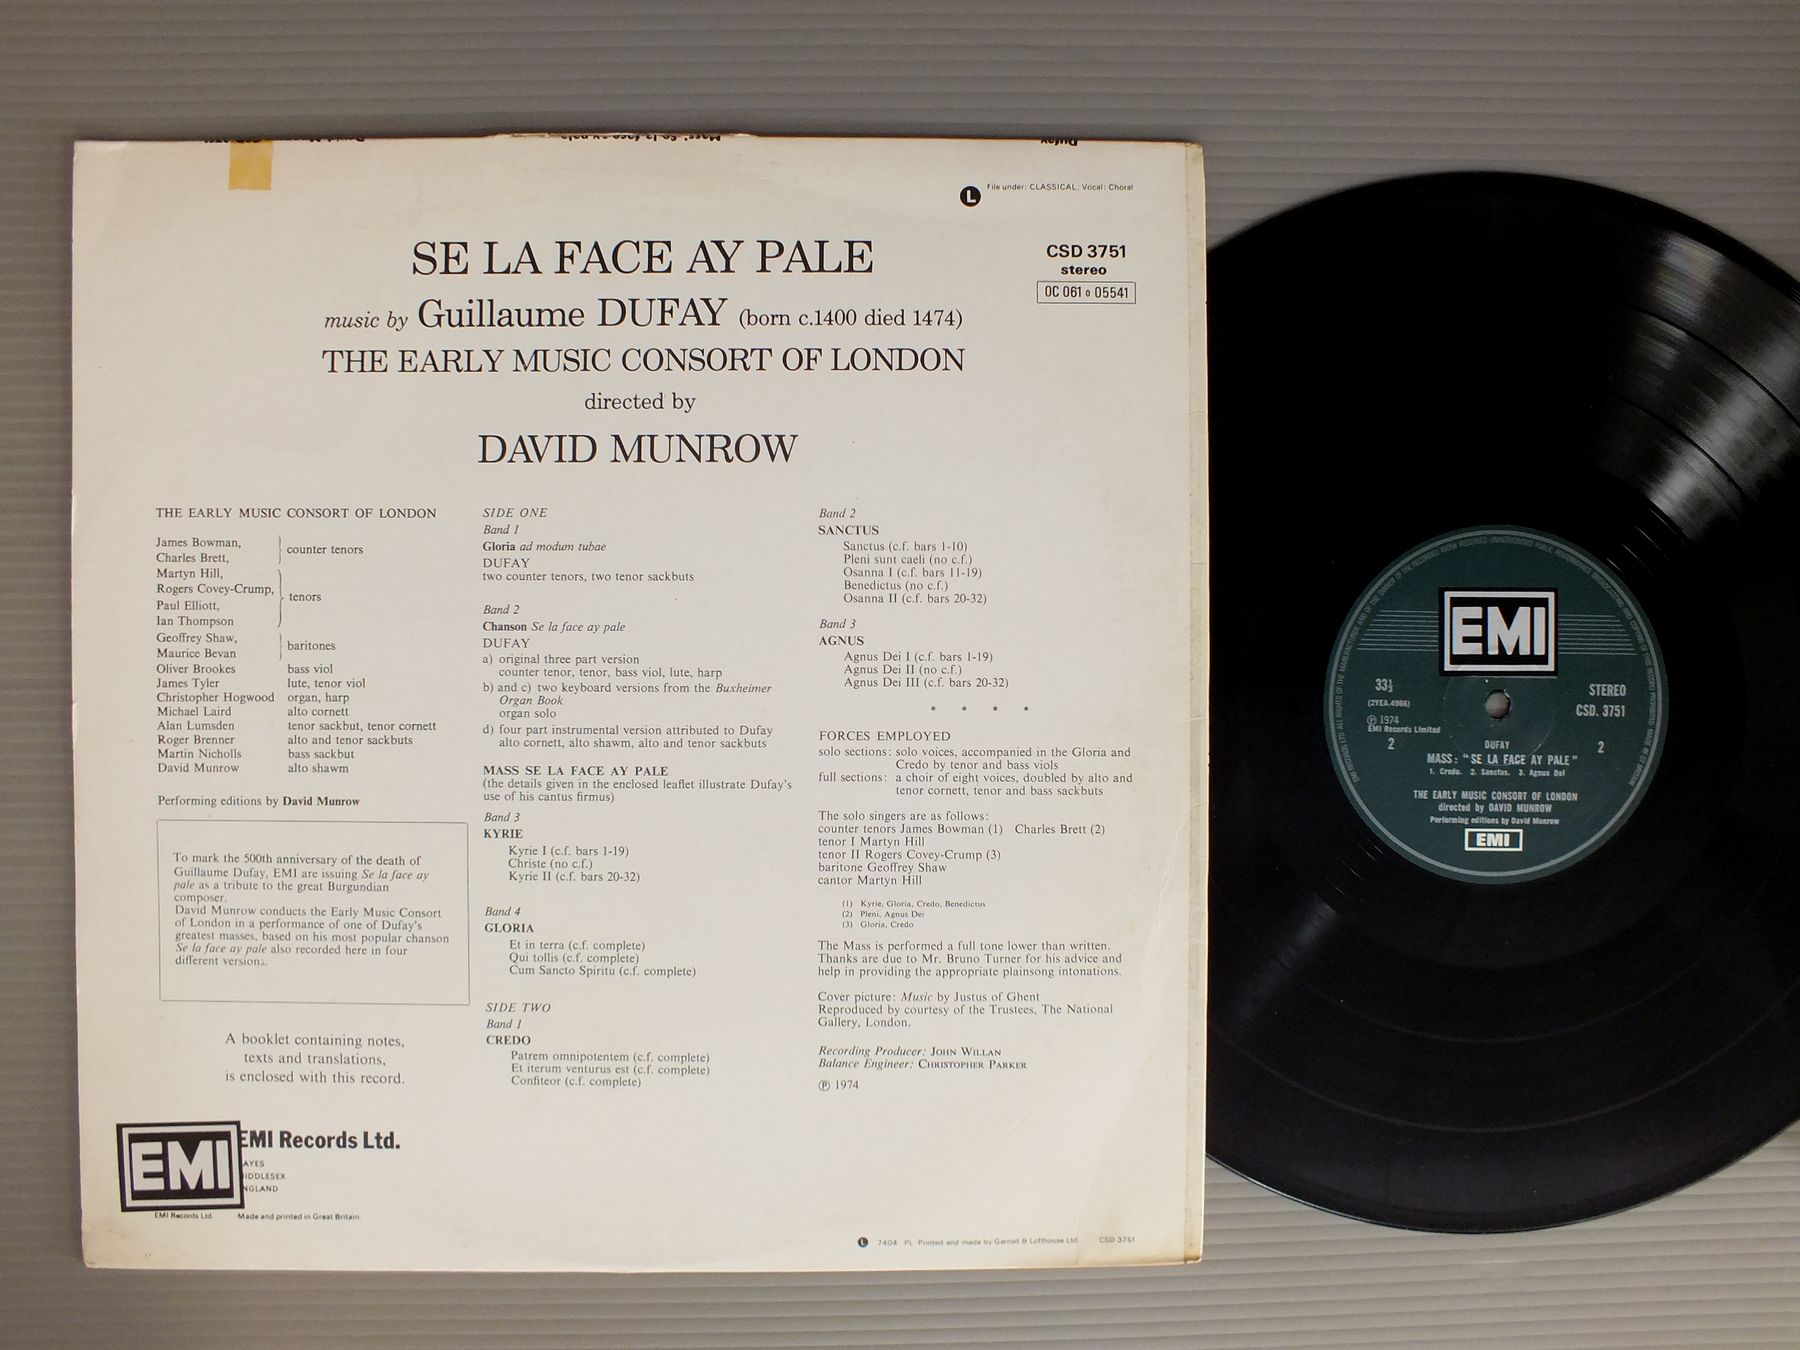 File under: CLASSICAL: Vocal: Choral
SE LA FACE AY PALE
music by Guillaume DUFAY (born c.1400 died 1474)
THE EARLY MUSIC CONSORT OF LONDON
directed by
DAVID MUNROW
CSD 3751
stereo
OC 061 o 05541
THE EARLY MUSIC CONSORT OF LONDON
James Bowman,
Charles Brett,
counter tenors
Martyn Hill,
Rogers Covey-Crump,
Paul Elliott,
Ian Thompson
tenors
Geoffrey Shaw,
Maurice Bevan
baritones
Oliver Brookes bass viol
James Tyler lute, tenor viol
Christopher Hogwood organ, harp
Michael Laird alto cornett
Alan Lumsden tenor sackbut, tenor cornett
Roger Brenner alto and tenor sackbuts
Martin Nicholls bass sackbut
David Munrow alto shawm
Performing editions by David Munrow
To mark the 500th anniversary of the death of
Guillaume Dufay, EMI are issuing Se la face ay
pale as a tribute to the great Burgundian
composer.
David Munrow conducts the Early Music Consort
of London in a performance of one of Dufay's
greatest masses, based on his most popular chanson
Se la face ay pale also recorded here in four
different versions.
A booklet containing notes,
texts and translations,
is enclosed with this record.
SIDE ONE
Band 1
Gloria ad modum tubae
DUFAY
two counter tenors, two tenor sackbuts
Band 2
Chanson Se la face ay pale
DUFAY
a) original three part version
counter tenor, tenor, bass viol, lute, harp
b) and c) two keyboard versions from the Buxheimer
Organ Book
organ solo
d) four part instrumental version attributed to Dufay
alto cornett, alto shawm, alto and tenor sackbuts
MASS SE LA FACE AY PALE
(the details given in the enclosed leaflet illustrate Dufay's
use of his cantus firmus)
Band 3
KYRIE
Kyrie I (c.f. bars 1-19)
Christe (no c.f.)
Kyrie II (c.f. bars 20-32)
Band 4
GLORIA
Et in terra (c.f. complete)
Qui tollis (c.f. complete)
Cum Sancto Spiritu (c.f. complete)
SIDE TWO
Band 1
CREDO
Patrem omnipotentem (c.f. complete)
Et iterum venturus est (c.f. complete)
Confiteor (c.f. complete)
Band 2
SANCTUS
Sanctus (c.f. bars 1-10)
Pleni sunt caeli (no c.f.)
Osanna I (c.f. bars 11-19)
Benedictus (no c.f.)
Osanna II (c.f. bars 20-32)
Band 3
AGNUS
Agnus Dei I (c.f. bars 1-19)
Agnus Dei II (no c.f.)
Agnus Dei III (c.f. bars 20-32)
* * * *
FORCES EMPLOYED
solo sections: solo voices, accompanied in the Gloria and
Credo by tenor and bass viols
full sections: a choir of eight voices, doubled by alto and
tenor cornett, tenor and bass sackbuts
The solo singers are as follows:
counter tenors James Bowman (1) Charles Brett (2)
tenor I Martyn Hill
tenor II Rogers Covey-Crump (3)
baritone Geoffrey Shaw
cantor Martyn Hill
(1) Kyrie, Gloria, Credo, Benedictus
(2) Pleni, Agnus Dei
(3) Gloria, Credo
The Mass is performed a full tone lower than written.
Thanks are due to Mr. Bruno Turner for his advice and
help in providing the appropriate plainsong intonations.
Cover picture: Music by Justus of Ghent
Reproduced by courtesy of the Trustees, The National
Gallery, London.
Recording Producer: JOHN WILLAN
Balance Engineer: CHRISTOPHER PARKER
Ⓟ 1974
EMI
EMI Records Ltd.
AYES
IDDLESEX
NGLAND
EMI Records Ltd. Made and printed in Great Britain.
L 7404 PL Printed and made by Garrod & Lofthouse Ltd. CSD 3751
EMI
33⅓
(2YEA.4966)
Ⓟ 1974
EMI Records Limited
2
STEREO
CSD. 3751
2
DUFAY
MASS: "SE LA FACE AY PALE"
1. Credo. 2. Sanctus. 3. Agnus Dei
THE EARLY MUSIC CONSORT OF LONDON
directed by DAVID MUNROW
Performing editions by David Munrow
EMI